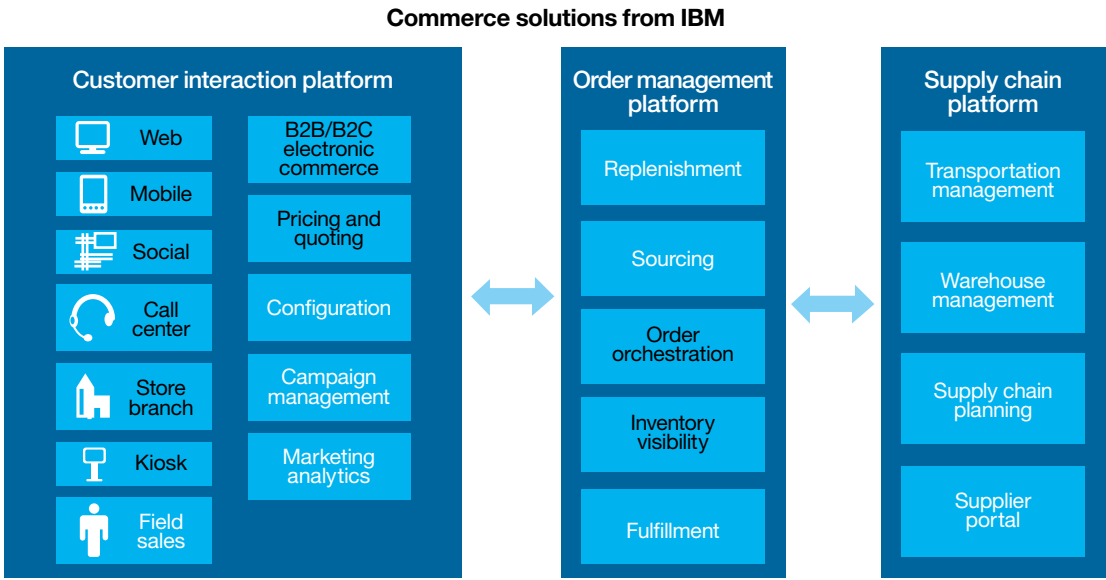 Commerce solutions from IBM
Customer interaction platform
Web
Mobile
Social
Call
center
Store
branch
Kiosk
Field
sales
B2B/B2C
electronic
commerce
Pricing and
quoting
Configuration
Campaign
management
Marketing
analytics
Order management
platform
Replenishment
Sourcing
Order
orchestration
Inventory
visibility
Fulfillment
Supply chain
platform
Transportation
management
Warehouse
management
Supply chain
planning
Supplier
portal